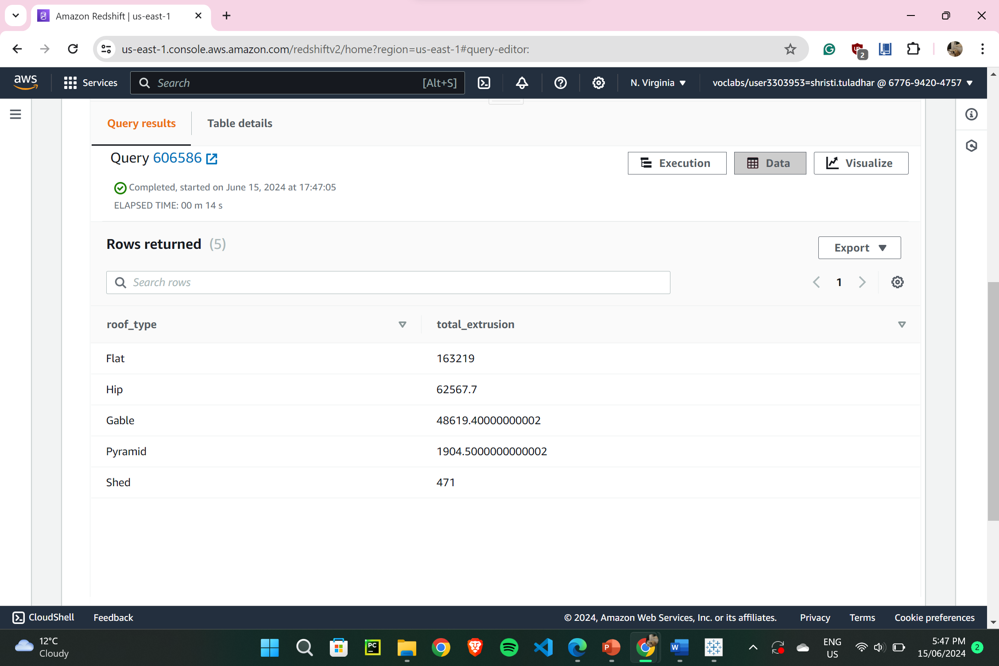 Amazon Redshift | us-east-1
us-east-1.console.aws.amazon.com/redshiftv2/home?region=us-east-1#query-editor:
2
aws
Services
Search
[Alt+S]
N. Virginia
voclabs/user3303953=shristi.tuladhar @ 6776-9420-4757
Query results
Table details
Query 606586
Execution
Data
Visualize
Completed, started on June 15, 2024 at 17:47:05
ELAPSED TIME: 00 m 14 s
Rows returned (5)
Export
Search rows
1
roof_type total_extrusion
Flat 163219
Hip 62567.7
Gable 48619.40000000002
Pyramid 1904.5000000000002
Shed 471
CloudShell
Feedback
© 2024, Amazon Web Services, Inc. or its affiliates.
Privacy
Terms
Cookie preferences
12°C
Cloudy
PC
P
W
ENG
US
5:47 PM
15/06/2024
2